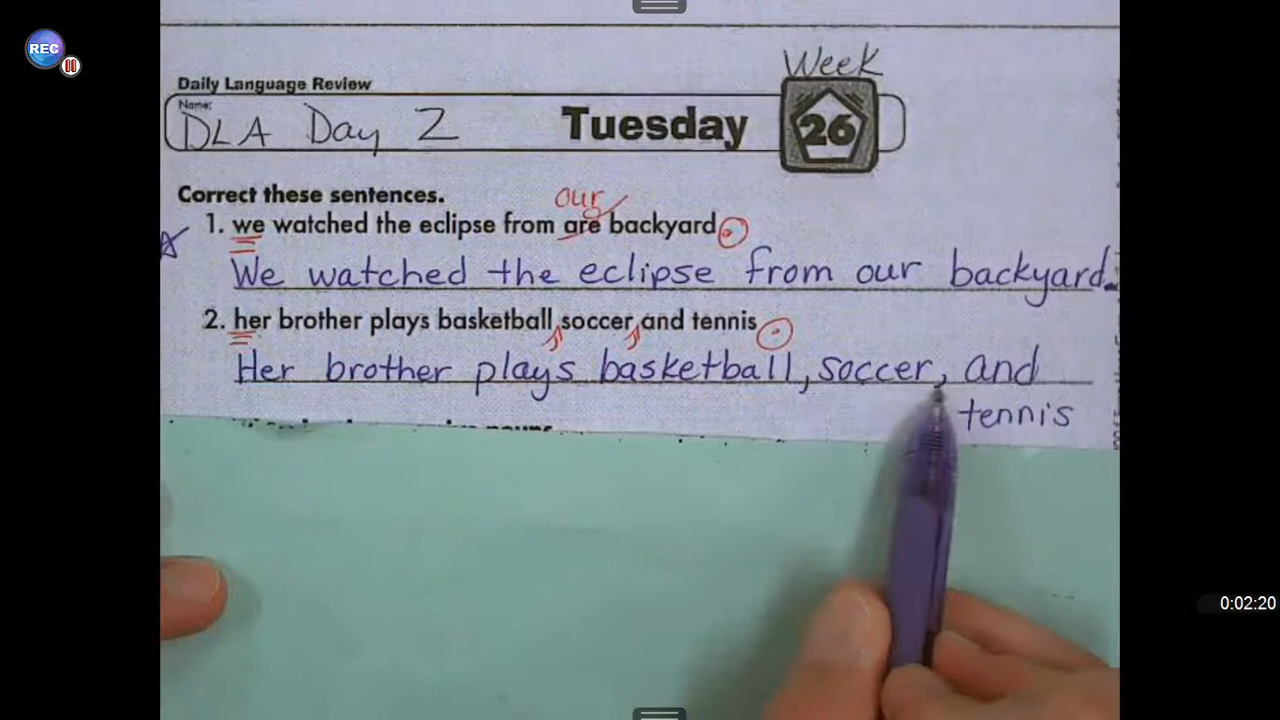 REC
Week
Daily Language Review
Name:
DLA Day 2
Tuesday
26
Correct these sentences.
our
1. we watched the eclipse from are backyard
We watched the eclipse from our backyard.
2. her brother plays basketball, soccer, and tennis
Her brother plays basketball, soccer, and
tennis
0:02:20